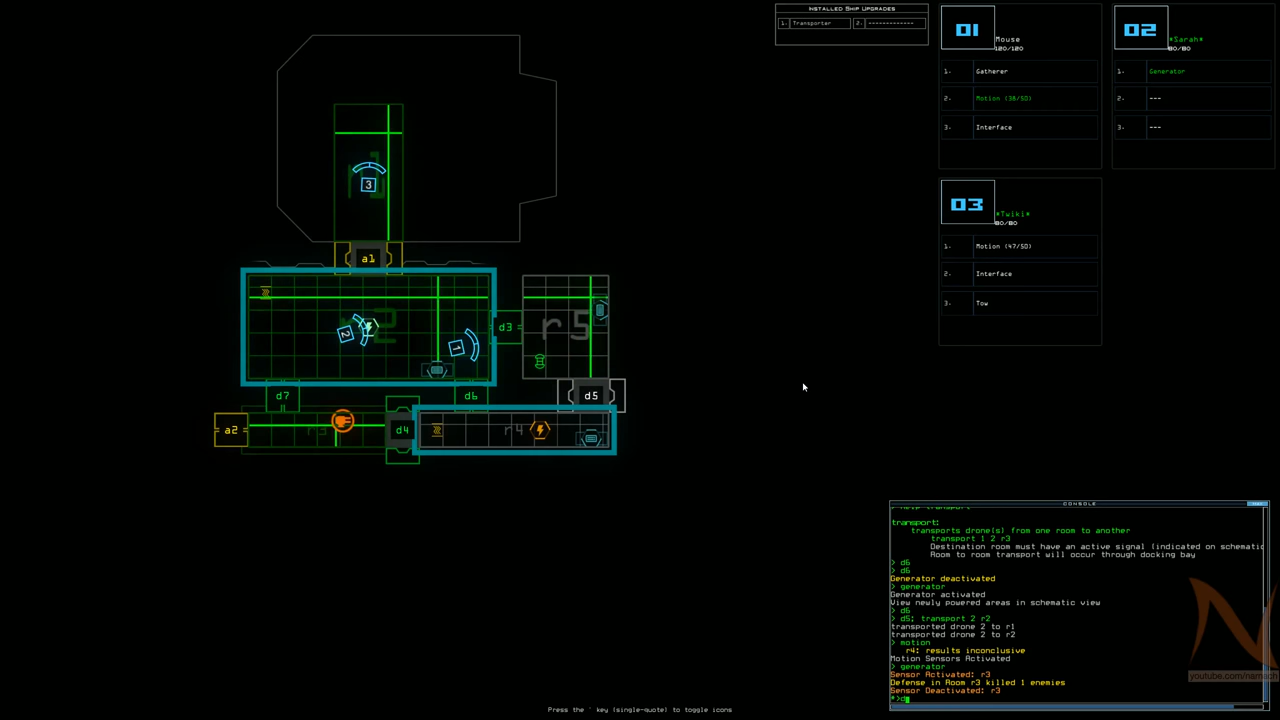 INSTALLED SHIP UPGRADES
1. Transporter
2. -------------
01
Mouse
120/120
1. Gatherer
2. Motion (38/50)
3. Interface
02
*Sarah*
80/80
1. Generator
2. ---
3. ---
03
*Twiki*
80/80
1. Motion (47/50)
2. Interface
3. Tow
3
a1
r2
2
1
d3
r5
d7
d6
d5
a2
r3
d4
r4
CONSOLE
transport:
transports drone(s) from one room to another
transport 1 2 r3
Destination room must have an active signal (indicated on schematic
Room to room transport will occur through docking bay
> d6
> d6
Generator deactivated
> generator
Generator activated
View newly powered areas in schematic view
> d6
> d5: transport 2 r2
transported drone 2 to r1
transported drone 2 to r2
> motion
r4: results inconclusive
Motion Sensors Activated
> generator
Sensor Activated: r3
Defense in Room r3 killed 1 enemies
Sensor Deactivated: r3
*>d
youtube.com/namach
Press the ' key (single-quote) to toggle icons